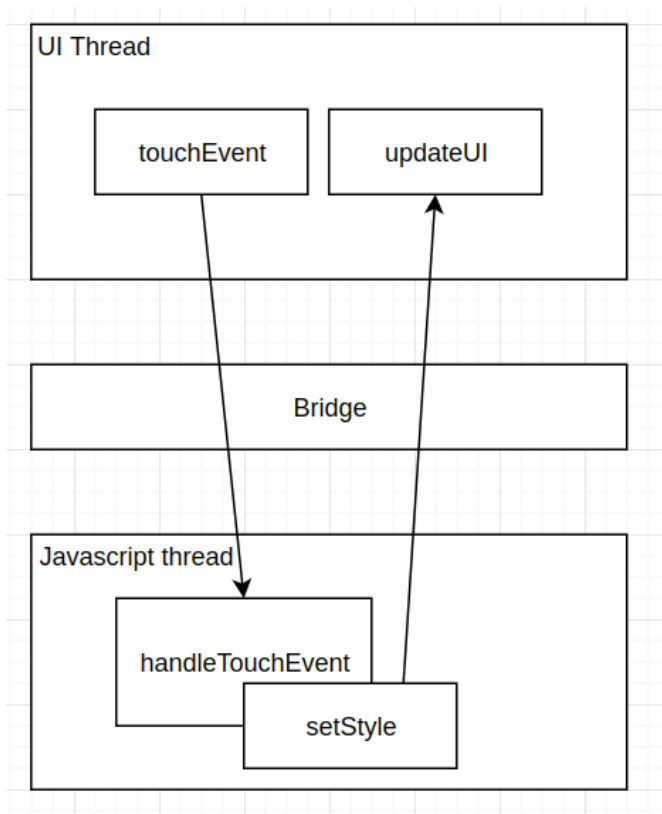 UI Thread
touchEvent
updateUI
Bridge
Javascript thread
handleTouchEvent
setStyle